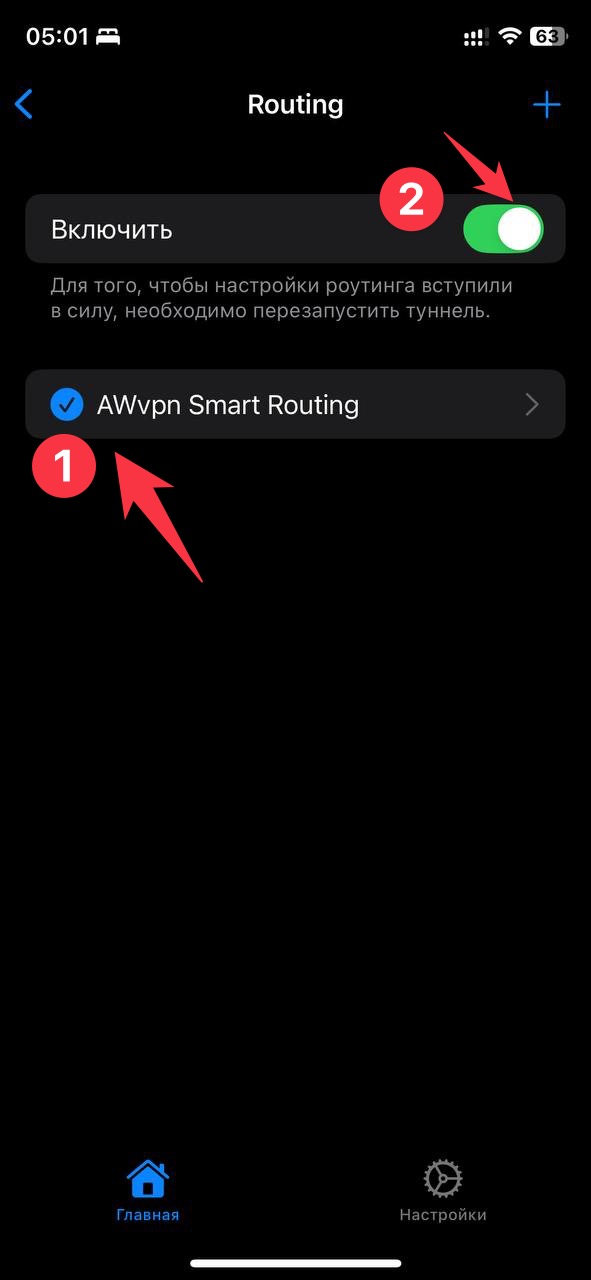 05:01
63
Routing
2
Включить
Для того, чтобы настройки роутинга вступили
в силу, необходимо перезапустить туннель.
AWvpn Smart Routing
1
Главная
Настройки